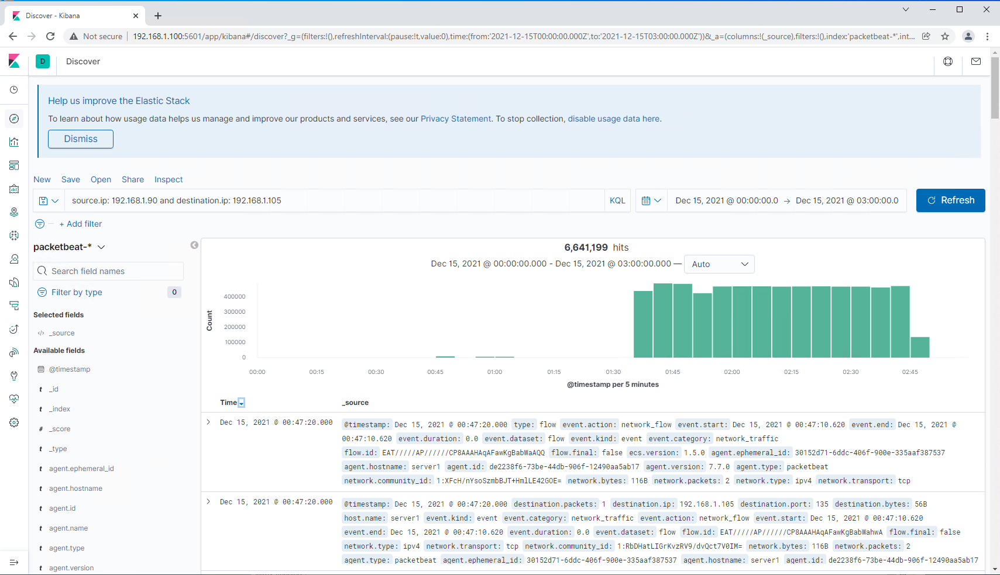 Discover - Kibana
Not secure
192.168.1.100:5601/app/kibana#/discover?_g=(filters:!(),refreshInterval:(pause:!t,value:0),time:(from:'2021-12-15T00:00:00.000Z',to:'2021-12-15T03:00:00.000Z'))&_a=(columns:!(_source),filters:!(),index:'packetbeat-*',int...
D
Discover
Help us improve the Elastic Stack
To learn about how usage data helps us manage and improve our products and services, see our Privacy Statement. To stop collection, disable usage data here.
Dismiss
New Save Open Share Inspect
source.ip: 192.168.1.90 and destination.ip: 192.168.1.105 KQL Dec 15, 2021 @ 00:00:00.0 → Dec 15, 2021 @ 03:00:00.0 Refresh
+ Add filter
packetbeat-*
Search field names
Filter by type 0
Selected fields
_source
Available fields
@timestamp
t _id
t _index
# _score
t _type
t agent.ephemeral_id
t agent.hostname
t agent.id
t agent.name
t agent.type
t agent.version
6,641,199 hits
Dec 15, 2021 @ 00:00:00.000 - Dec 15, 2021 @ 03:00:00.000 — Auto
Count
400000
300000
200000
100000
0
00:00 00:15 00:30 00:45 01:00 01:15 01:30 01:45 02:00 02:15 02:30 02:45
@timestamp per 5 minutes
Time _source
Dec 15, 2021 @ 00:47:20.000
@timestamp: Dec 15, 2021 @ 00:47:20.000 type: flow event.action: network_flow event.start: Dec 15, 2021 @ 00:47:10.620 event.end: Dec 15, 2021 @
00:47:10.620 event.duration: 0.0 event.dataset: flow event.kind: event event.category: network_traffic
flow.id: EAT/////AP//////CP8AAAHAqAFawKgBabWaAQQ flow.final: false ecs.version: 1.5.0 agent.ephemeral_id: 30152d71-6ddc-406f-900e-335aaf387537
agent.hostname: server1 agent.id: de2238f6-73be-44db-906f-12490aa5ab17 agent.version: 7.7.0 agent.type: packetbeat
network.community_id: 1:XFcH/nYsoSzmbBJT+HmlLE42GOE= network.bytes: 116B network.packets: 2 network.type: ipv4 network.transport: tcp
Dec 15, 2021 @ 00:47:20.000
@timestamp: Dec 15, 2021 @ 00:47:20.000 destination.packets: 1 destination.ip: 192.168.1.105 destination.port: 135 destination.bytes: 56B
host.name: server1 event.kind: event event.category: network_traffic event.action: network_flow event.start: Dec 15, 2021 @ 00:47:10.620
event.end: Dec 15, 2021 @ 00:47:10.620 event.duration: 0.0 event.dataset: flow flow.id: EAT/////AP//////CP8AAAHAqAFawKgBabWahwA flow.final: false
network.type: ipv4 network.transport: tcp network.community_id: 1:RbDHatLIGrKvzRV9/dvQct7V0IM= network.bytes: 116B network.packets: 2
agent.type: packetbeat agent.ephemeral_id: 30152d71-6ddc-406f-900e-335aaf387537 agent.hostname: server1 agent.id: de2238f6-73be-44db-906f-12490aa5ab17